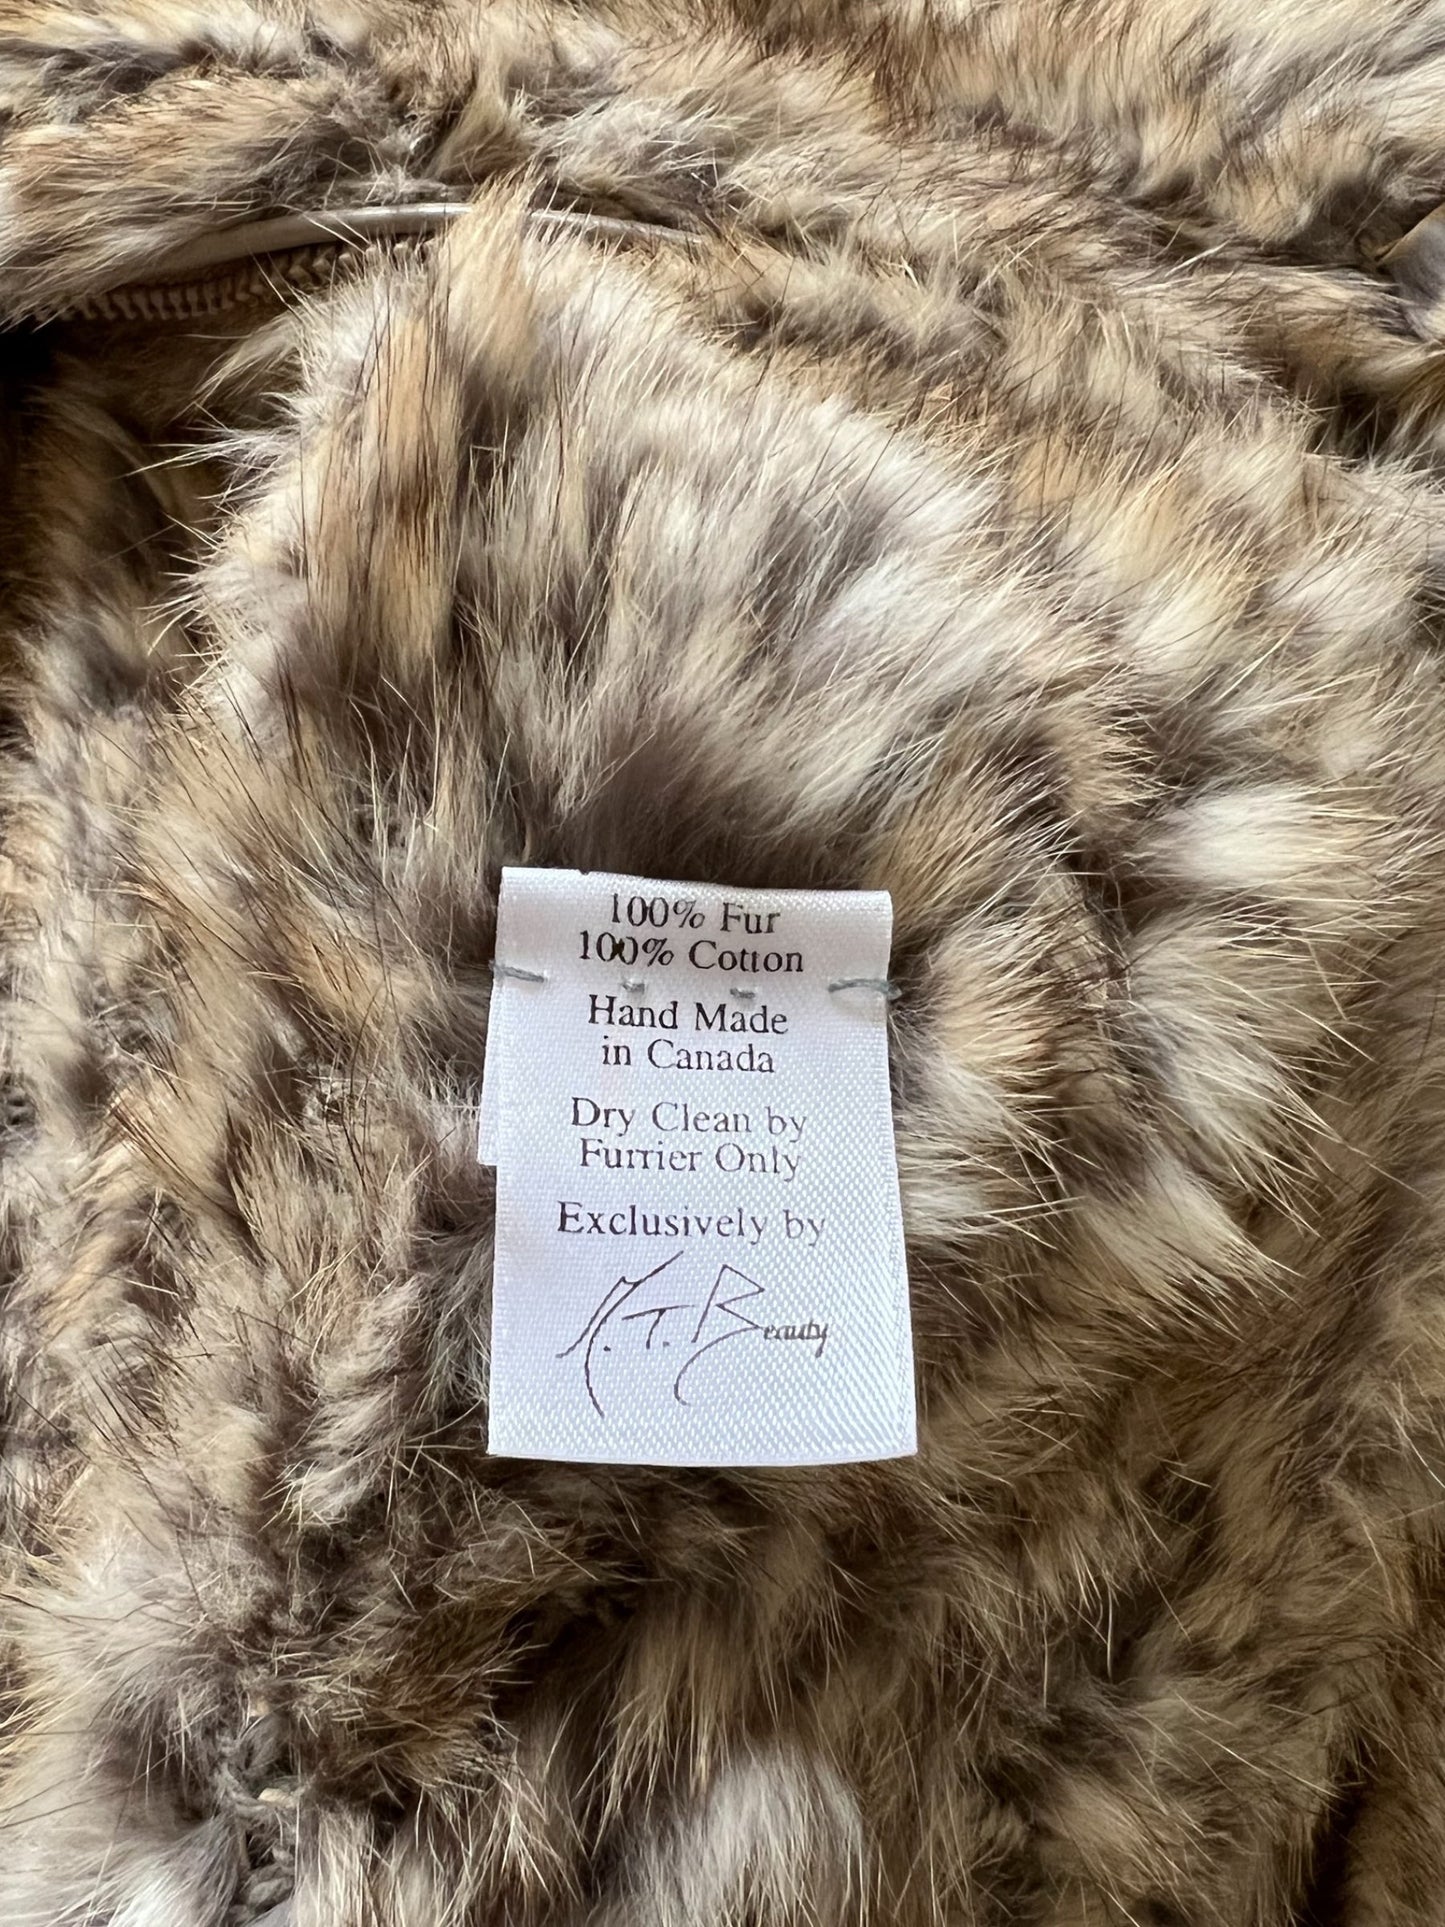 100% Fur
100% Cotton
Hand Made
in Canada
Dry Clean by
Furrier Only
Exclusively by
K.T. Beauty